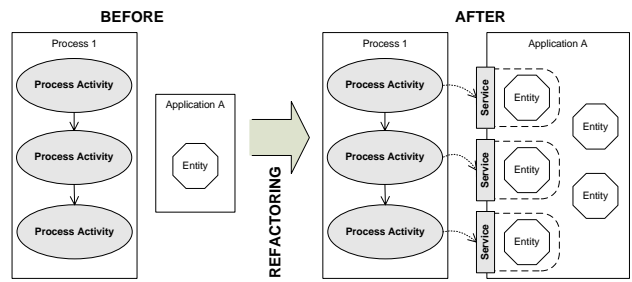 BEFORE
AFTER
Process 1
Process Activity
Process Activity
Process Activity
Application A
Entity
REFACTORING
Process 1
Process Activity
Process Activity
Process Activity
Application A
Service
Entity
Service
Entity
Service
Entity
Entity
Entity